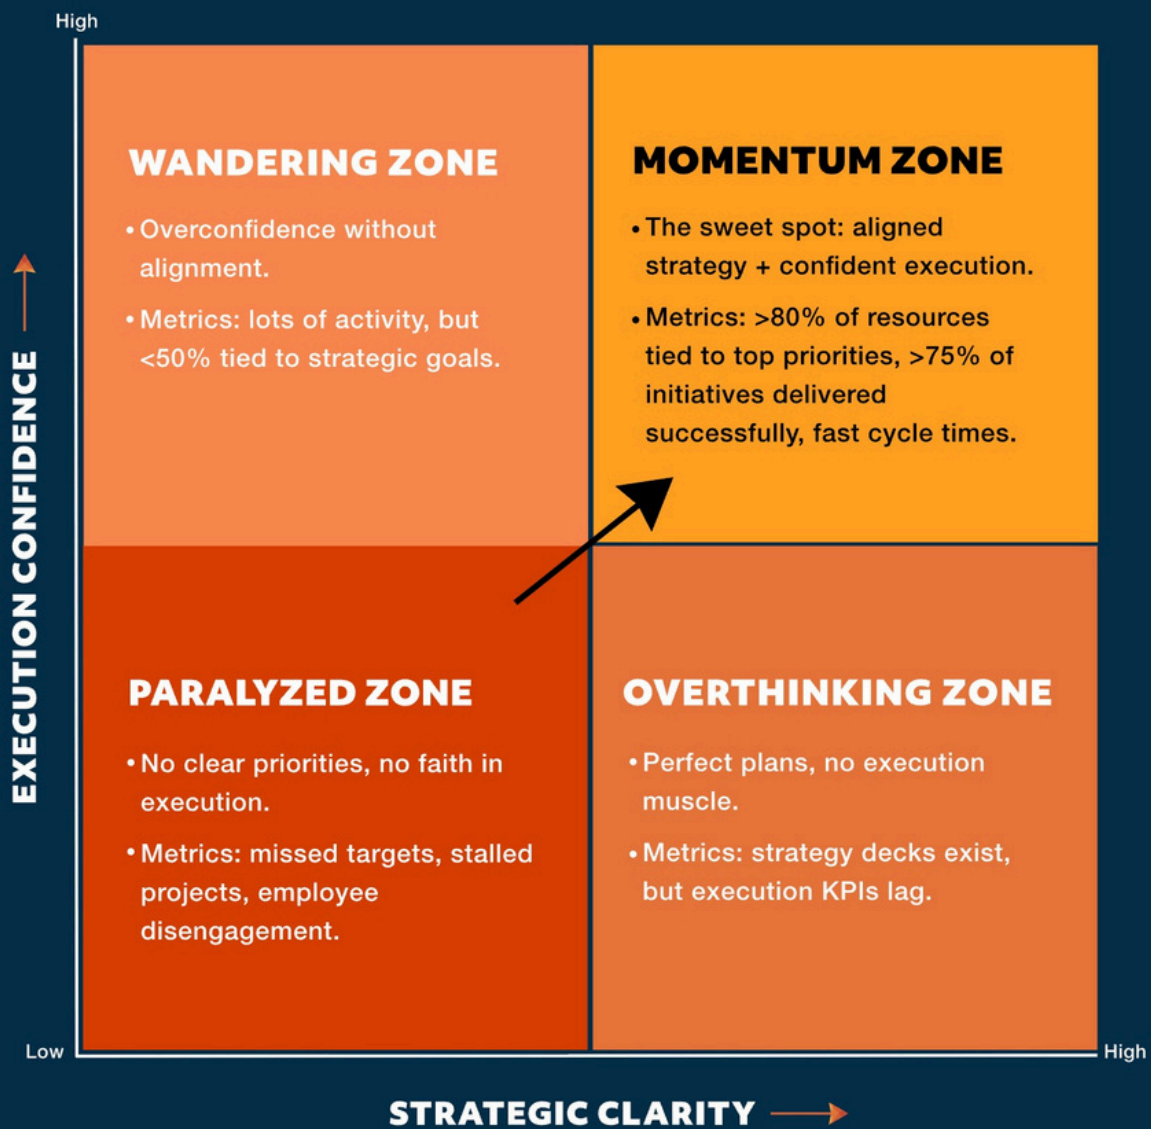 High
WANDERING ZONE
• Overconfidence without
alignment.
• Metrics: lots of activity, but
<50% tied to strategic goals.
MOMENTUM ZONE
• The sweet spot: aligned
strategy + confident execution.
• Metrics: >80% of resources
tied to top priorities, >75% of
initiatives delivered
successfully, fast cycle times.
EXECUTION CONFIDENCE
PARALYZED ZONE
• No clear priorities, no faith in
execution.
• Metrics: missed targets, stalled
projects, employee
disengagement.
OVERTHINKING ZONE
• Perfect plans, no execution
muscle.
• Metrics: strategy decks exist,
but execution KPIs lag.
Low
High
STRATEGIC CLARITY